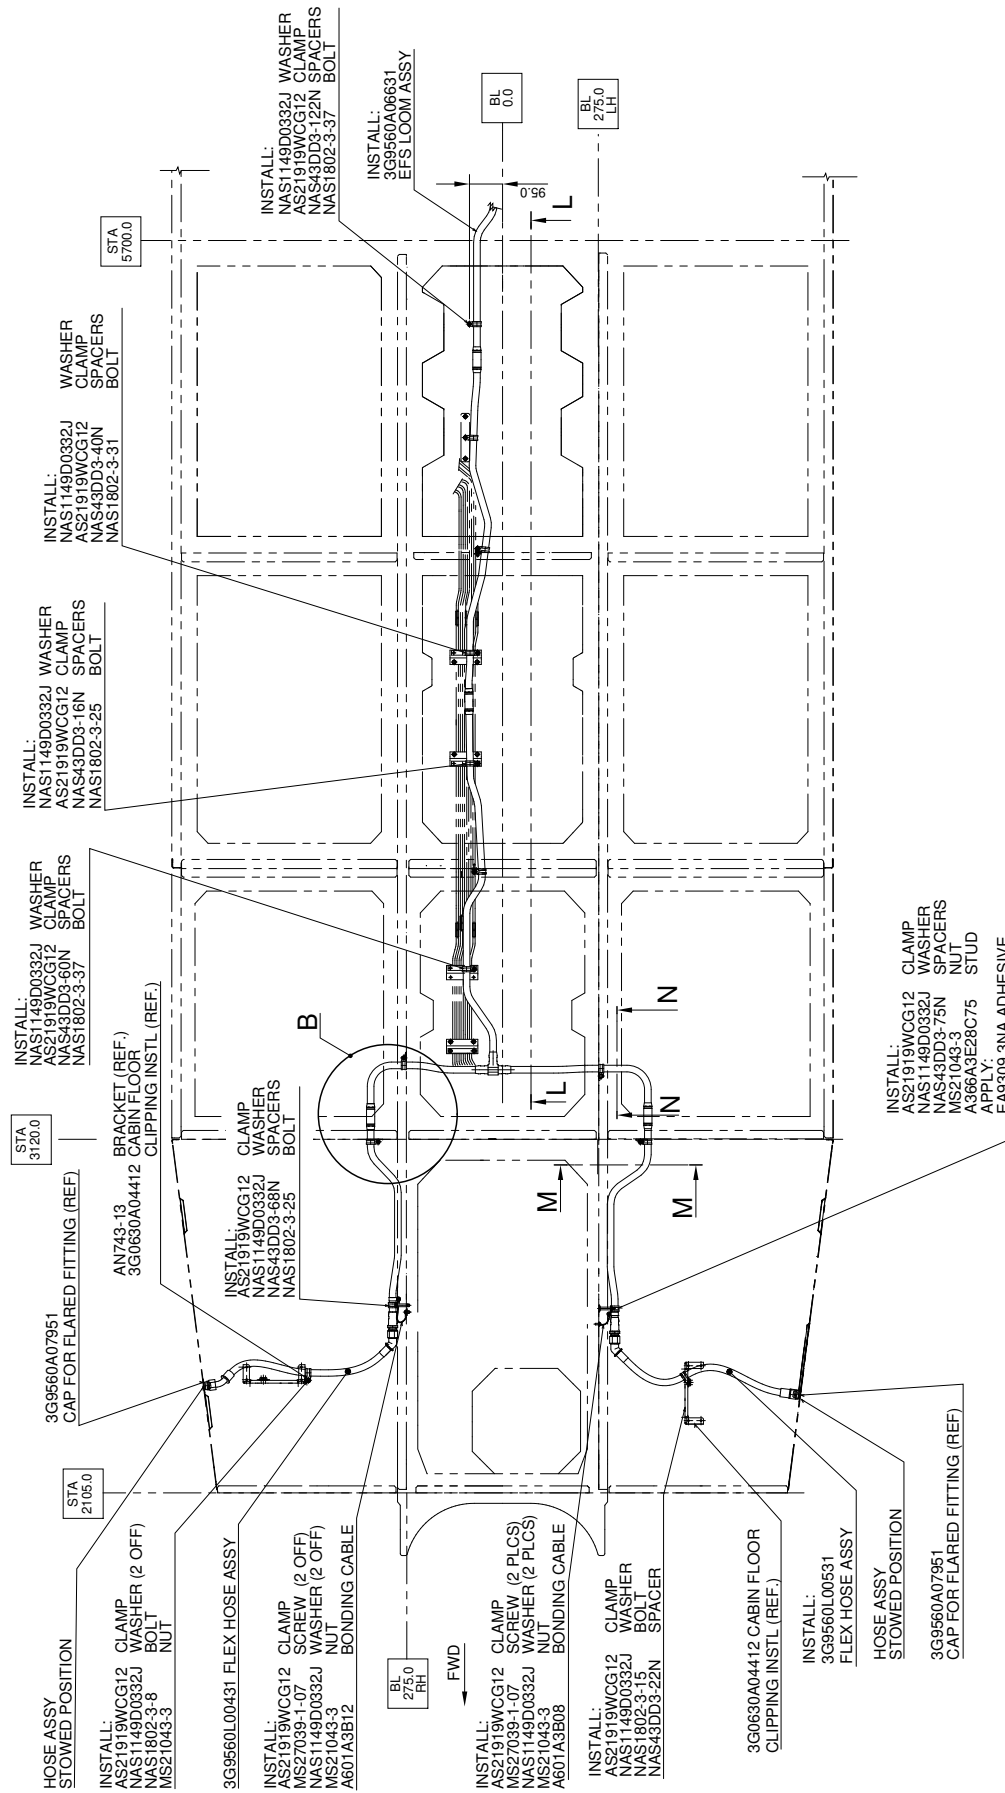 HOSE ASSY
STOWED POSITION
INSTALL:
AS21919WCG12 CLAMP
NAS1149D0332J WASHER (2 OFF)
NAS1802-3-8 BOLT
MS21043-3 NUT
3G9560L00431 FLEX HOSE ASSY
INSTALL:
AS21919WCG12 CLAMP
MS27039-1-07 SCREW (2 OFF)
NAS1149D0332J WASHER (2 OFF)
MS21043-3 NUT
A601A3B12 BONDING CABLE
BL
275.0
RH
FWD
INSTALL:
AS21919WCG12 CLAMP
MS27039-1-07 SCREW (2 PLCS)
NAS1149D0332J WASHER (2 PLCS)
MS21043-3 NUT
A601A3B08 BONDING CABLE
INSTALL:
AS21919WCG12 CLAMP
NAS1149D0332J WASHER
NAS1802-3-15 BOLT
NAS43DD3-22N SPACER
3G0630A04412 CABIN FLOOR
CLIPPING INSTL (REF.)
INSTALL:
3G9560L00531
FLEX HOSE ASSY
HOSE ASSY
STOWED POSITION
3G9560A07951
CAP FOR FLARED FITTING (REF)
STA
2105.0
3G9560A07951
CAP FOR FLARED FITTING (REF)
STA
3120.0
AN743-13 BRACKET (REF.)
3G0630A04412 CABIN FLOOR
CLIPPING INSTL (REF.)
INSTALL:
AS21919WCG12 CLAMP
NAS1149D0332J WASHER
NAS43DD3-68N SPACERS
NAS1802-3-25 BOLT
B
M
M
N
N
L
L
INSTALL:
AS21919WCG12 CLAMP
NAS1149D0332J WASHER
NAS43DD3-75N SPACERS
MS21043-3 NUT
A366A3E28C75 STUD
APPLY:
EA9309.3NA ADHESIVE
INSTALL:
NAS1149D0332J WASHER
AS21919WCG12 CLAMP
NAS43DD3-60N SPACERS
NAS1802-3-37 BOLT
INSTALL:
NAS1149D0332J WASHER
AS21919WCG12 CLAMP
NAS43DD3-16N SPACERS
NAS1802-3-25 BOLT
INSTALL:
NAS1149D0332J WASHER
AS21919WCG12 CLAMP
NAS43DD3-40N SPACERS
NAS1802-3-31 BOLT
STA
5700.0
INSTALL:
NAS1149D0332J WASHER
AS21919WCG12 CLAMP
NAS43DD3-122N SPACERS
NAS1802-3-37 BOLT
INSTALL:
3G9560A06631
EFS LOOM ASSY
95.0
BL
0.0
BL
275.0
LH